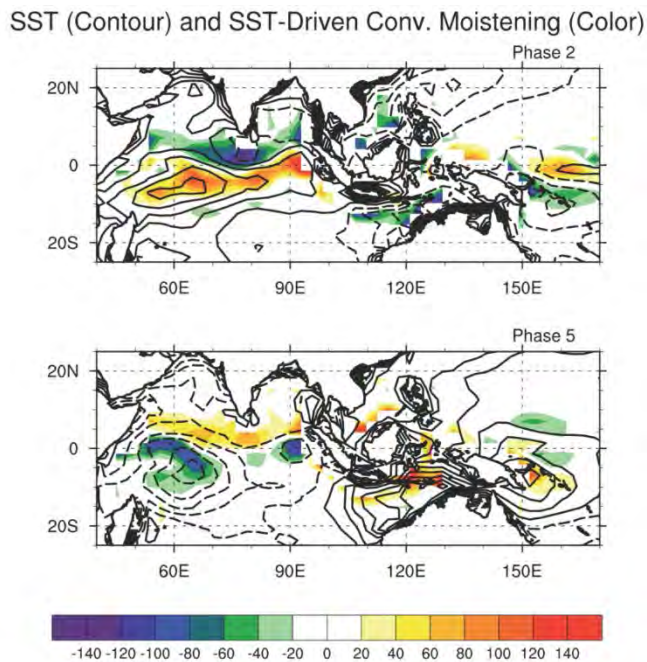 SST (Contour) and SST-Driven Conv. Moistening (Color)
Phase 2
20N
0
20S
60E 90E 120E 150E
Phase 5
20N
0
20S
60E 90E 120E 150E
-140 -120 -100 -80 -60 -40 -20 0 20 40 60 80 100 120 140